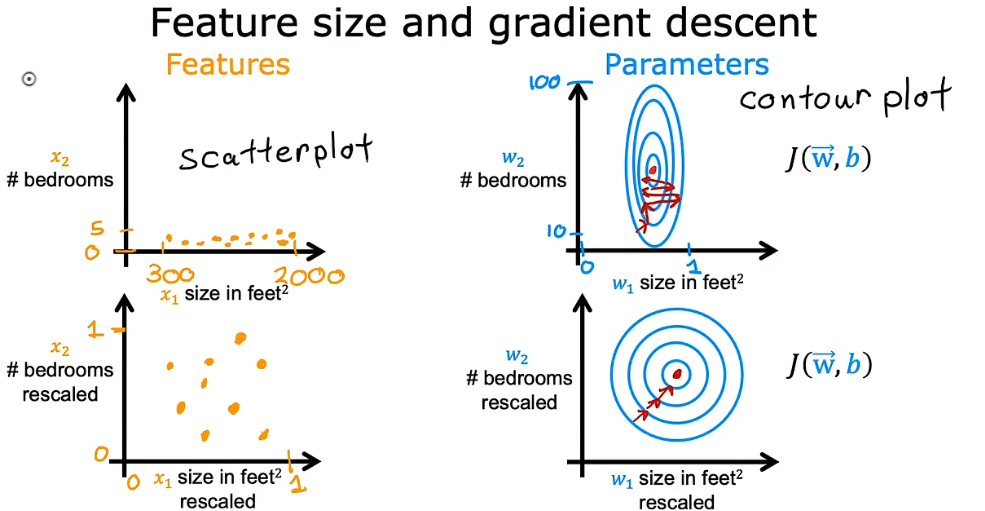 Feature size and gradient descent
Features
Parameters
x₂
# bedrooms
scatterplot
5
0
300
2000
x₁ size in feet²
100
w₂
# bedrooms
10
0
1
w₁ size in feet²
contour plot
J(w⃗, b)
1
x₂
# bedrooms
rescaled
0
0
x₁ size in feet²
1
rescaled
w₂
# bedrooms
rescaled
w₁ size in feet²
rescaled
J(w⃗, b)